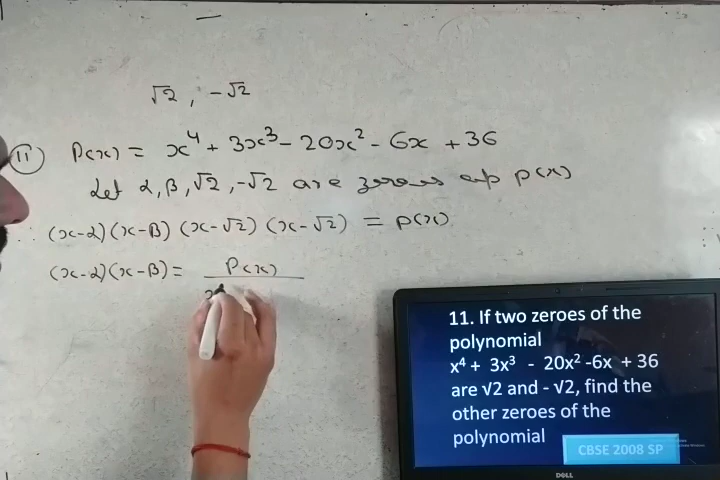 √2, -√2
11 P(x) = x⁴ + 3x³ - 20x² - 6x + 36
Let α, β, √2, -√2 are zeroes of p(x)
∴ (x-α)(x-β)(x-√2)(x-√2) = p(x)
(x-α)(x-β) = P(x)
11. If two zeroes of the
polynomial
x⁴ + 3x³ - 20x² -6x + 36
are √2 and - √2, find the
other zeroes of the
polynomial
CBSE 2008 SP
DELL